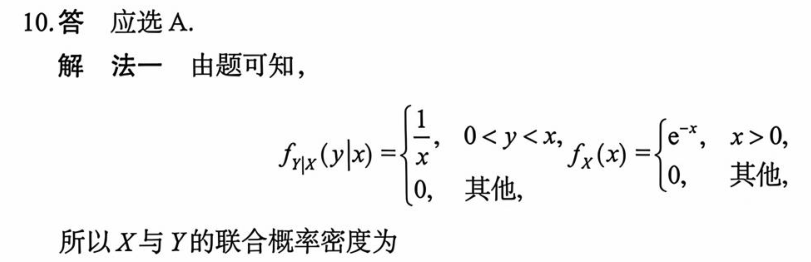 10.答 应选 A.
解 法一 由题可知，
f_{Y|X}(y|x) = { 1/x, 0<y<x, 0, 其他, f_X(x) = { e^{-x}, x>0, 0, 其他,
所以 X 与 Y 的联合概率密度为